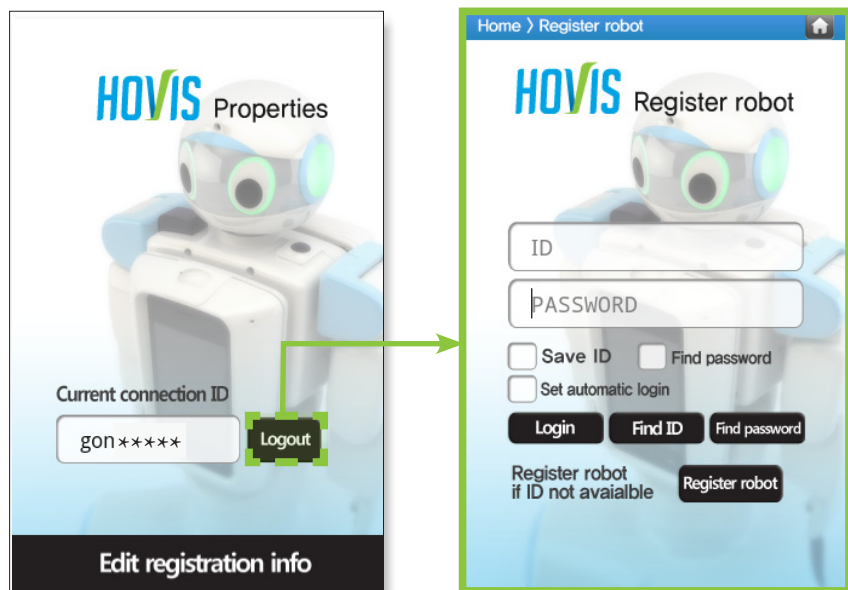 HOVIS Properties
Current connection ID
gon*****
Logout
Edit registration info
Home > Register robot
HOVIS Register robot
ID
PASSWORD
Save ID
Find password
Set automatic login
Login
Find ID
Find password
Register robot
if ID not avaialble
Register robot